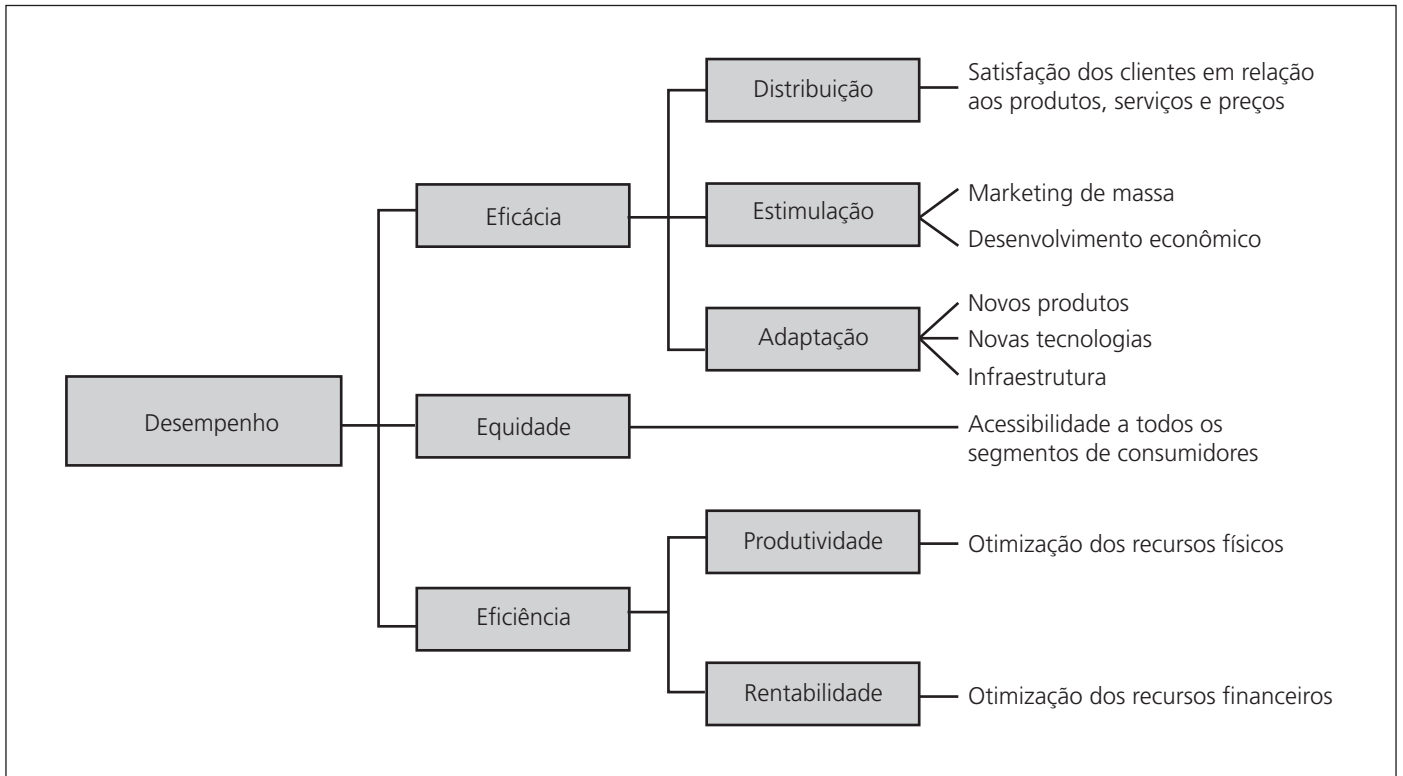 Distribuição
Satisfação dos clientes em relação
aos produtos, serviços e preços
Eficácia
Estimulação
Marketing de massa
Desenvolvimento econômico
Adaptação
Novos produtos
Novas tecnologias
Infraestrutura
Desempenho
Equidade
Acessibilidade a todos os
segmentos de consumidores
Eficiência
Produtividade
Otimização dos recursos físicos
Rentabilidade
Otimização dos recursos financeiros